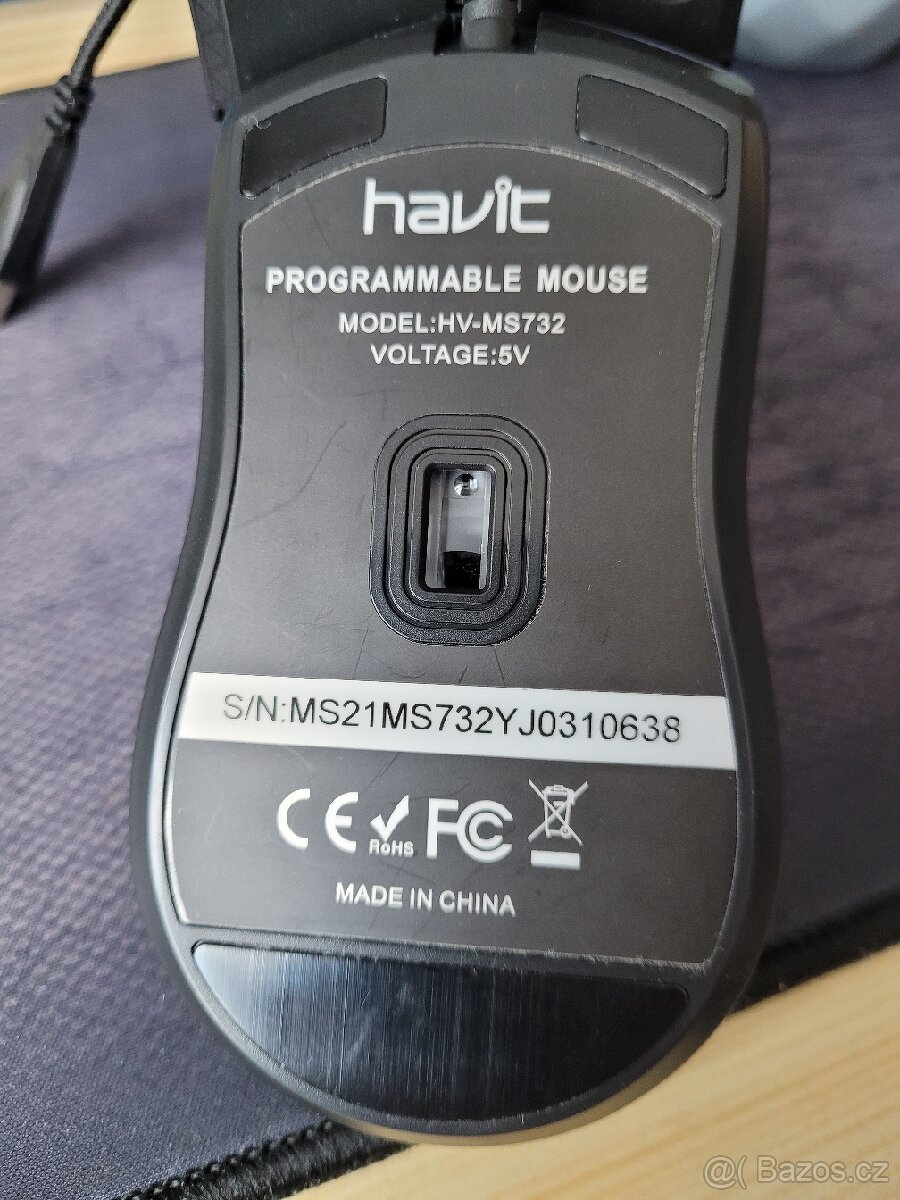 havit
PROGRAMMABLE MOUSE
MODEL:HV-MS732
VOLTAGE:5V
S/N:MS21MS732YJ0310638
CE RoHS FC
MADE IN CHINA
@( Bazos.cz